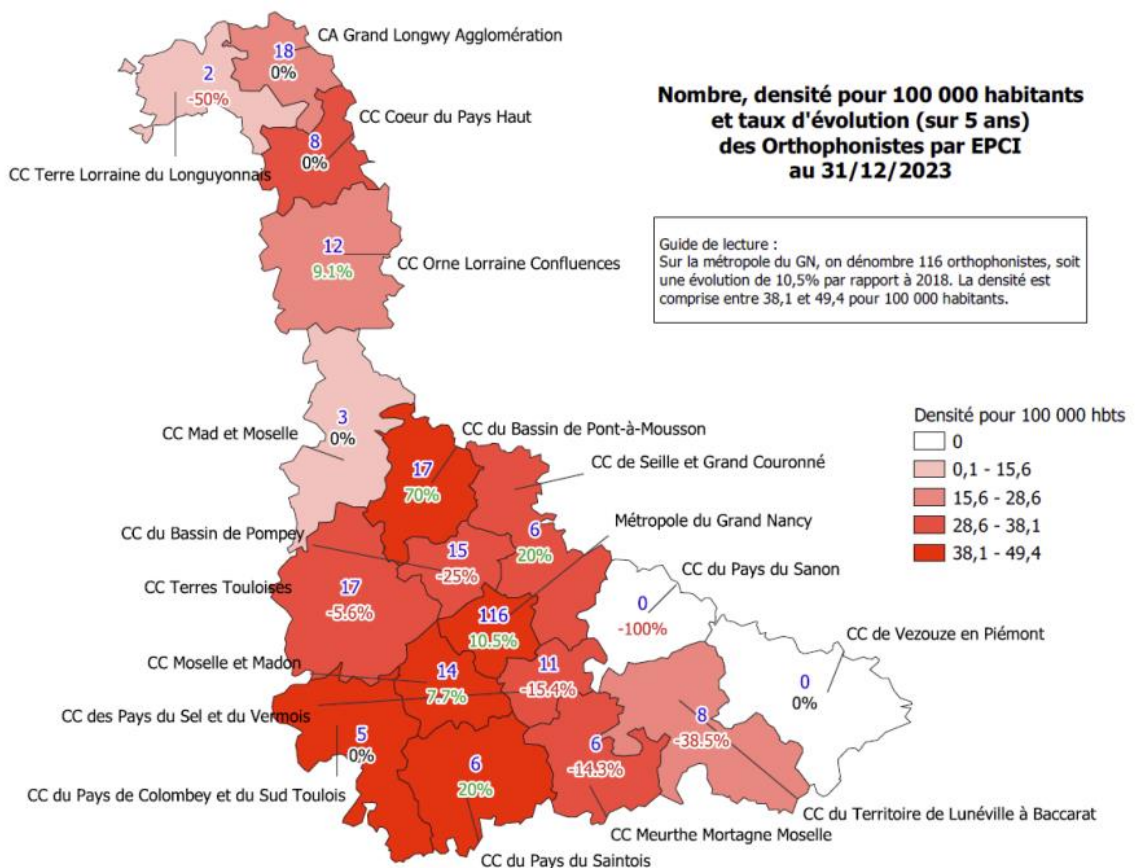 CA Grand Longwy Agglomération
18
0%
2
-50%
Nombre, densité pour 100 000 habitants
et taux d'évolution (sur 5 ans)
des Orthophonistes par EPCI
au 31/12/2023
CC Coeur du Pays Haut
8
0%
CC Terre Lorraine du Longuyonnais
Guide de lecture :
Sur la métropole du GN, on dénombre 116 orthophonistes, soit
une évolution de 10,5% par rapport à 2018. La densité est
comprise entre 38,1 et 49,4 pour 100 000 habitants.
12
9.1%
CC Orne Lorraine Confluences
3
0%
CC Mad et Moselle
Densité pour 100 000 hbts
0
0,1 - 15,6
15,6 - 28,6
28,6 - 38,1
38,1 - 49,4
CC du Bassin de Pont-à-Mousson
17
70%
CC de Seille et Grand Couronné
Métropole du Grand Nancy
6
20%
CC du Bassin de Pompey
15
-25%
CC du Pays du Sanon
CC Terres Touloises
17
-5.6%
116
10.5%
0
-100%
CC de Vezouze en Piémont
CC Moselle et Madon
14
7.7%
11
-15.4%
0
0%
CC des Pays du Sel et du Vermois
8
-38.5%
5
0%
6
-14.3%
6
20%
CC du Pays de Colombey et du Sud Toulois
CC du Territoire de Lunéville à Baccarat
CC Meurthe Mortagne Moselle
CC du Pays du Saintois